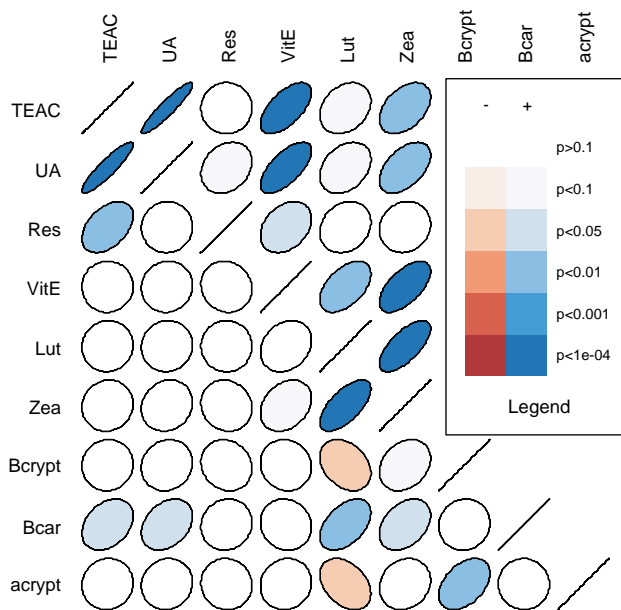 TEAC UA Res VitE Lut Zea Bcrypt Bcar acrypt
TEAC
UA
Res
VitE
Lut
Zea
Bcrypt
Bcar
acrypt
- +
p>0.1
p<0.1
p<0.05
p<0.01
p<0.001
p<1e-04
Legend